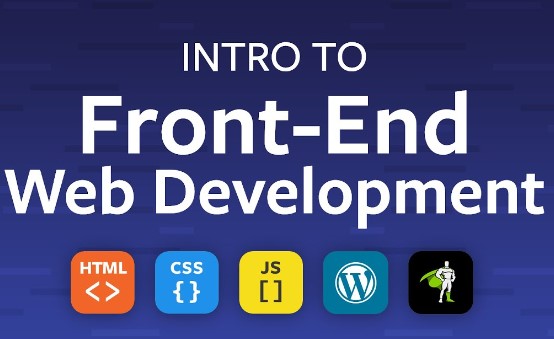 INTRO TO
Front-End
Web Development
HTML CSS JS
<> {} []